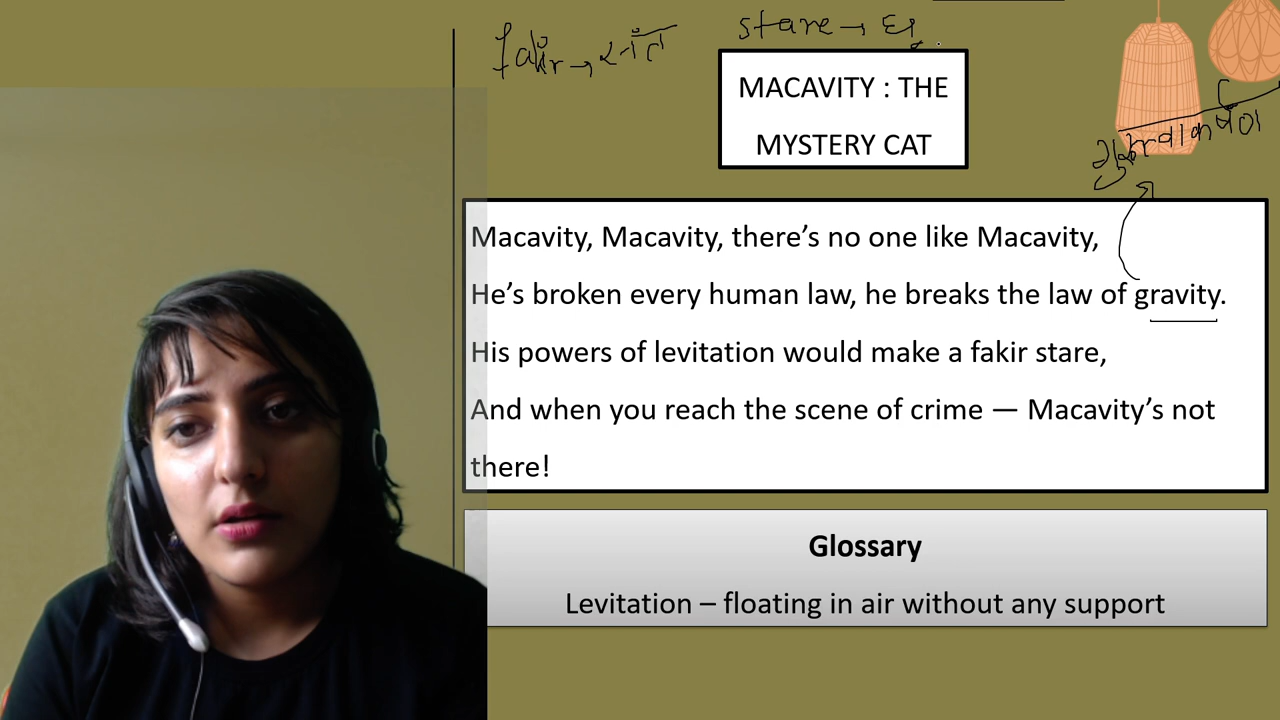 fakir →
stare →
MACAVITY : THE
MYSTERY CAT
Macavity, Macavity, there’s no one like Macavity,
He’s broken every human law, he breaks the law of gravity.
His powers of levitation would make a fakir stare,
And when you reach the scene of crime — Macavity’s not
there!
Glossary
Levitation – floating in air without any support